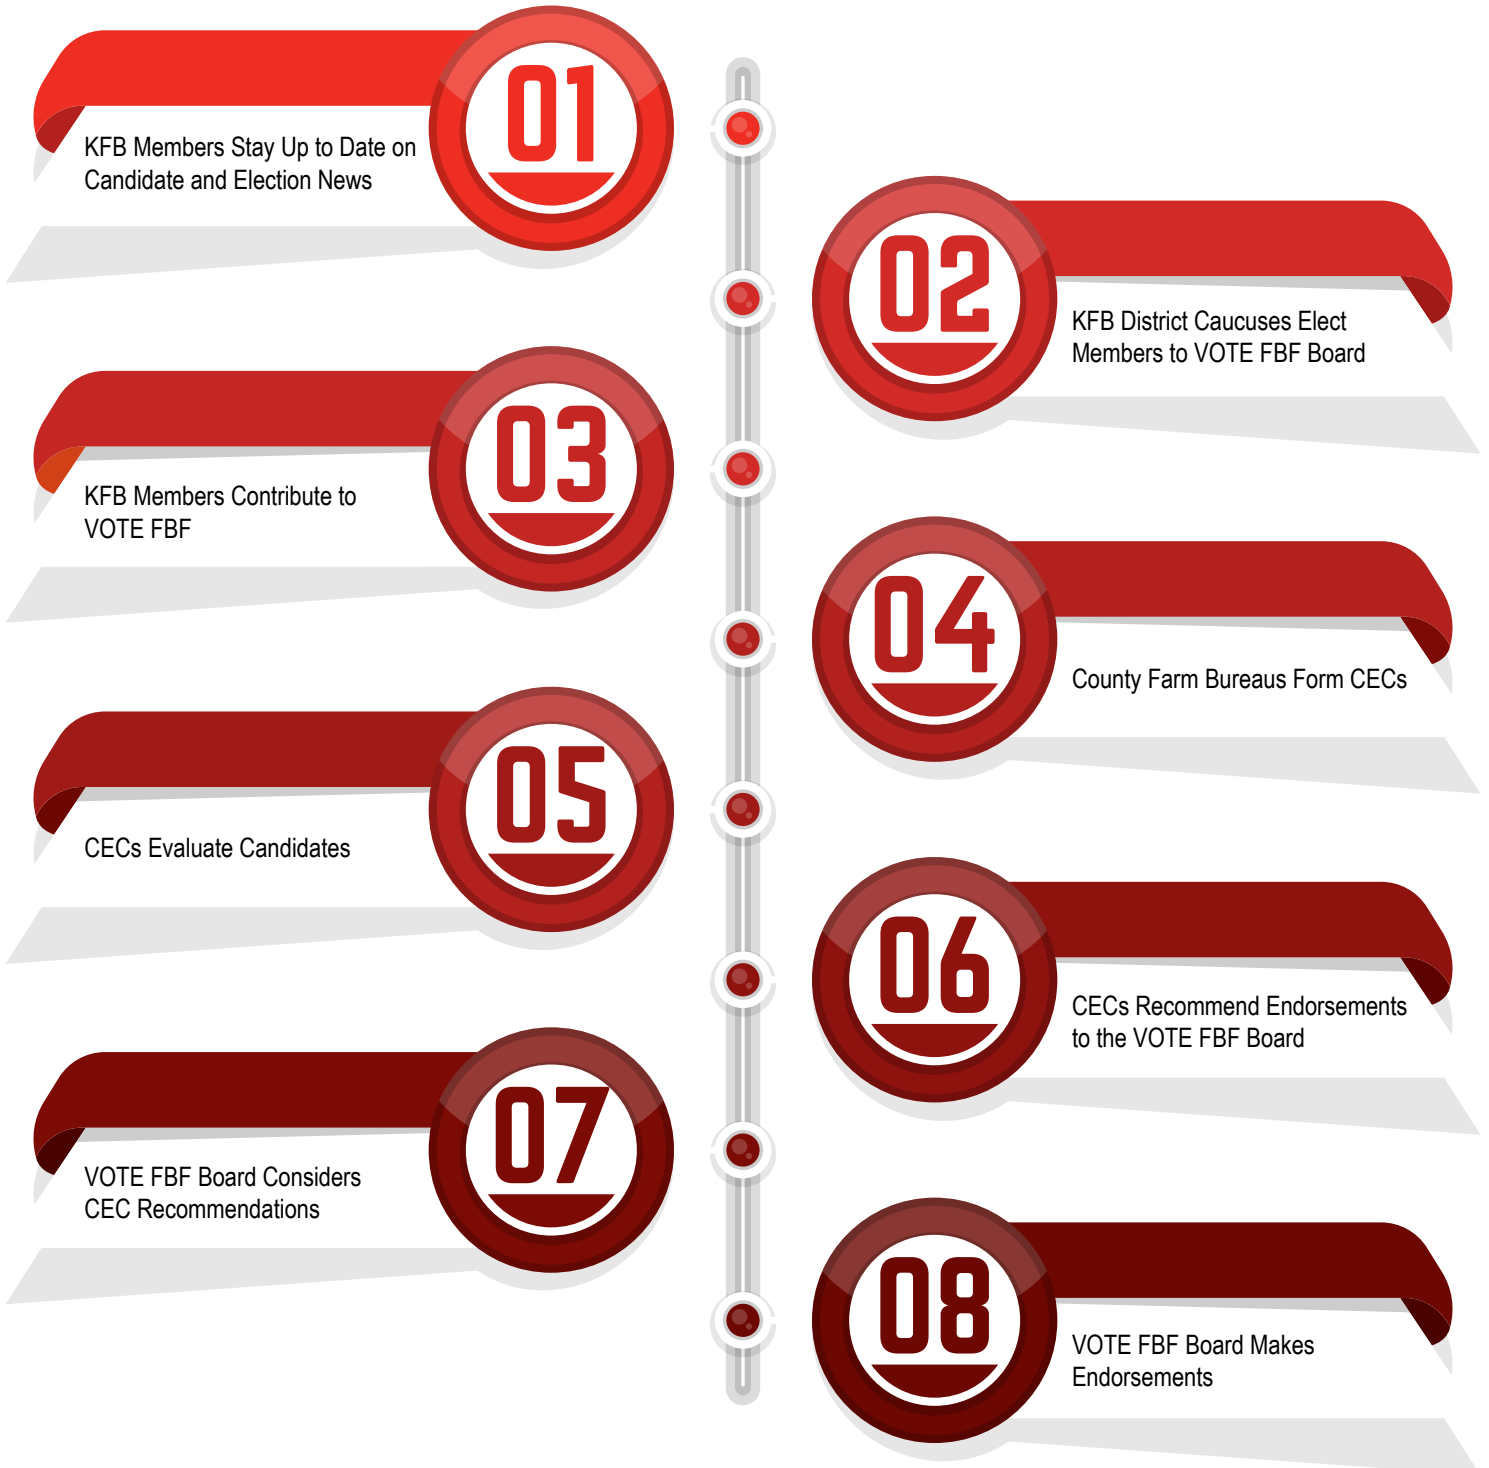 01
KFB Members Stay Up to Date on
Candidate and Election News
02
KFB District Caucuses Elect
Members to VOTE FBF Board
03
KFB Members Contribute to
VOTE FBF
04
County Farm Bureaus Form CECs
05
CECs Evaluate Candidates
06
CECs Recommend Endorsements
to the VOTE FBF Board
07
VOTE FBF Board Considers
CEC Recommendations
08
VOTE FBF Board Makes
Endorsements